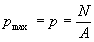 p_max = p = N/A